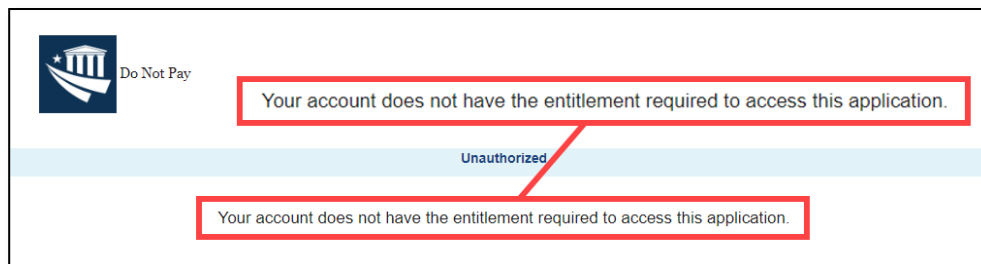 Do Not Pay
Your account does not have the entitlement required to access this application.
Unauthorized
Your account does not have the entitlement required to access this application.